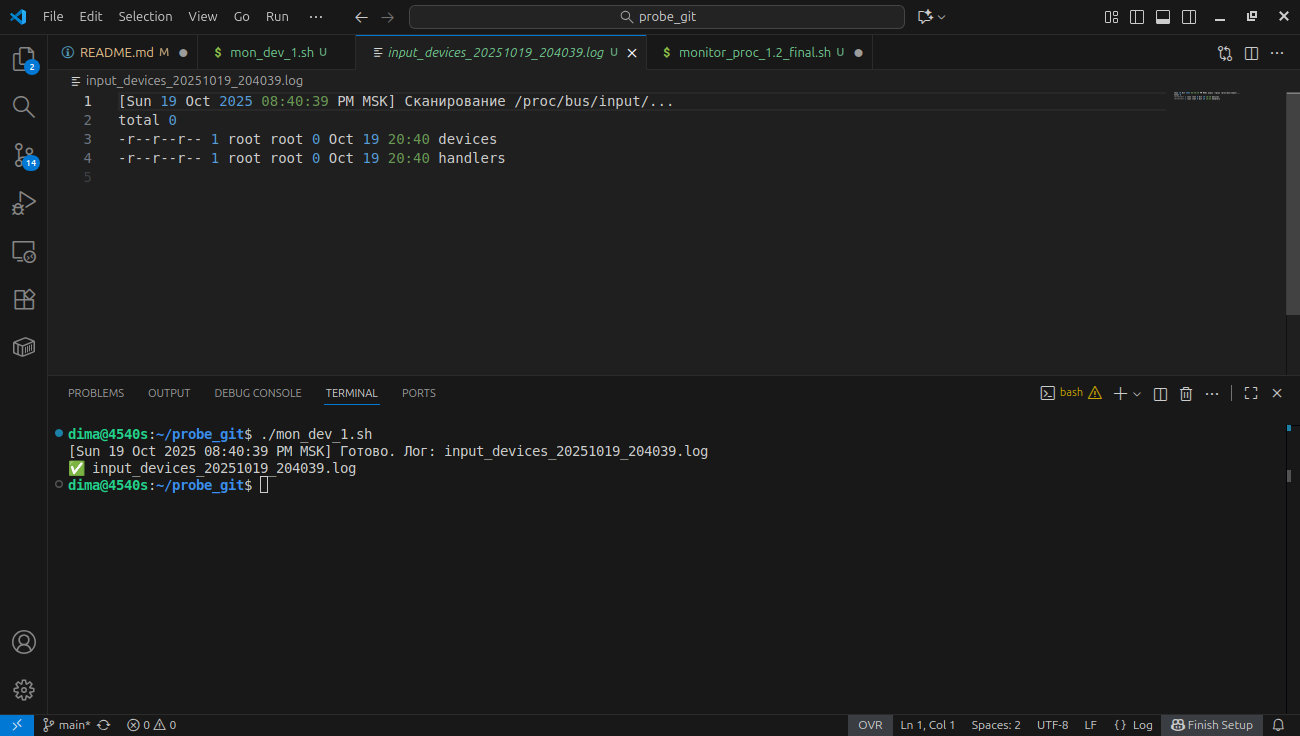 File Edit Selection View Go Run ··· probe_git
2
14
README.md M
$ mon_dev_1.sh U
input_devices_20251019_204039.log U
$ monitor_proc_1.2_final.sh U
input_devices_20251019_204039.log
1 [Sun 19 Oct 2025 08:40:39 PM MSK] Сканирование /proc/bus/input/...
2 total 0
3 -r--r--r-- 1 root root 0 Oct 19 20:40 devices
4 -r--r--r-- 1 root root 0 Oct 19 20:40 handlers
5
PROBLEMS OUTPUT DEBUG CONSOLE TERMINAL PORTS bash
dima@4540s:~/probe_git$ ./mon_dev_1.sh
[Sun 19 Oct 2025 08:40:39 PM MSK] Готово. Лог: input_devices_20251019_204039.log
✅ input_devices_20251019_204039.log
dima@4540s:~/probe_git$
main* 0 0 OVR Ln 1, Col 1 Spaces: 2 UTF-8 LF {} Log Finish Setup